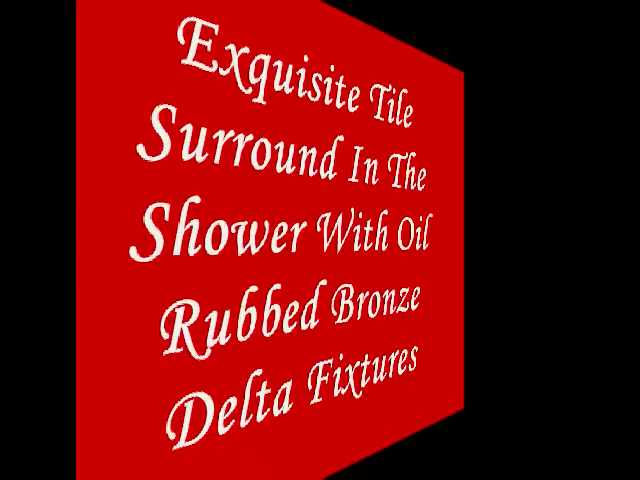 Exquisite Tile
Surround In The
Shower With Oil
Rubbed Bronze
Delta Fixtures